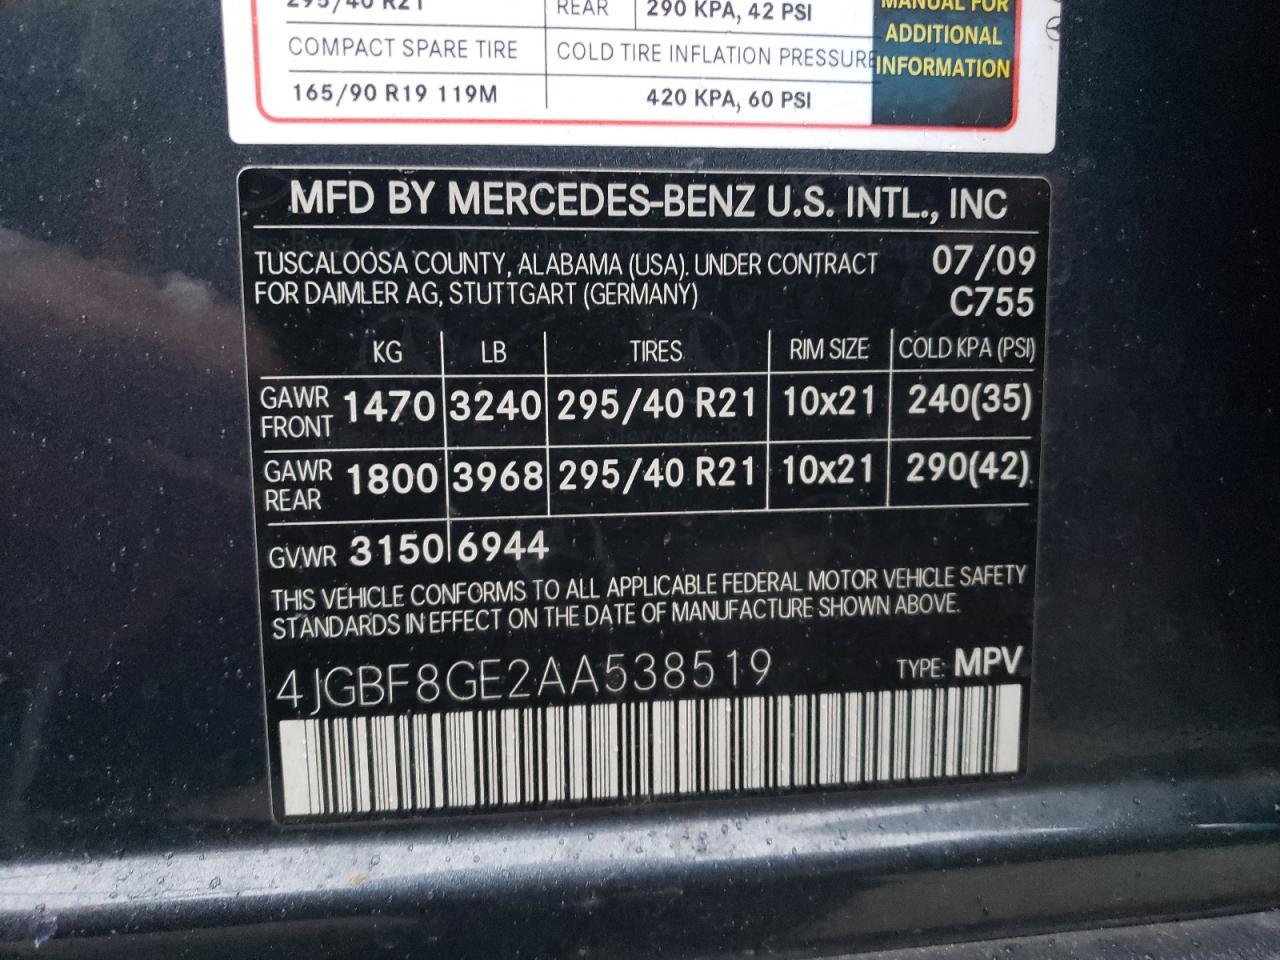 295/40 R21 REAR 290 KPA, 42 PSI
MANUAL FOR
ADDITIONAL
INFORMATION
COMPACT SPARE TIRE COLD TIRE INFLATION PRESSURE
165/90 R19 119M 420 KPA, 60 PSI
MFD BY MERCEDES-BENZ U.S. INTL., INC
TUSCALOOSA COUNTY, ALABAMA (USA). UNDER CONTRACT 07/09
FOR DAIMLER AG, STUTTGART (GERMANY) C755
KG LB TIRES RIM SIZE COLD KPA (PSI)
GAWR FRONT 1470 3240 295/40 R21 10x21 240(35)
GAWR REAR 1800 3968 295/40 R21 10x21 290(42)
GVWR 3150 6944
THIS VEHICLE CONFORMS TO ALL APPLICABLE FEDERAL MOTOR VEHICLE SAFETY
STANDARDS IN EFFECT ON THE DATE OF MANUFACTURE SHOWN ABOVE.
4JGBF8GE2AA538519 TYPE: MPV